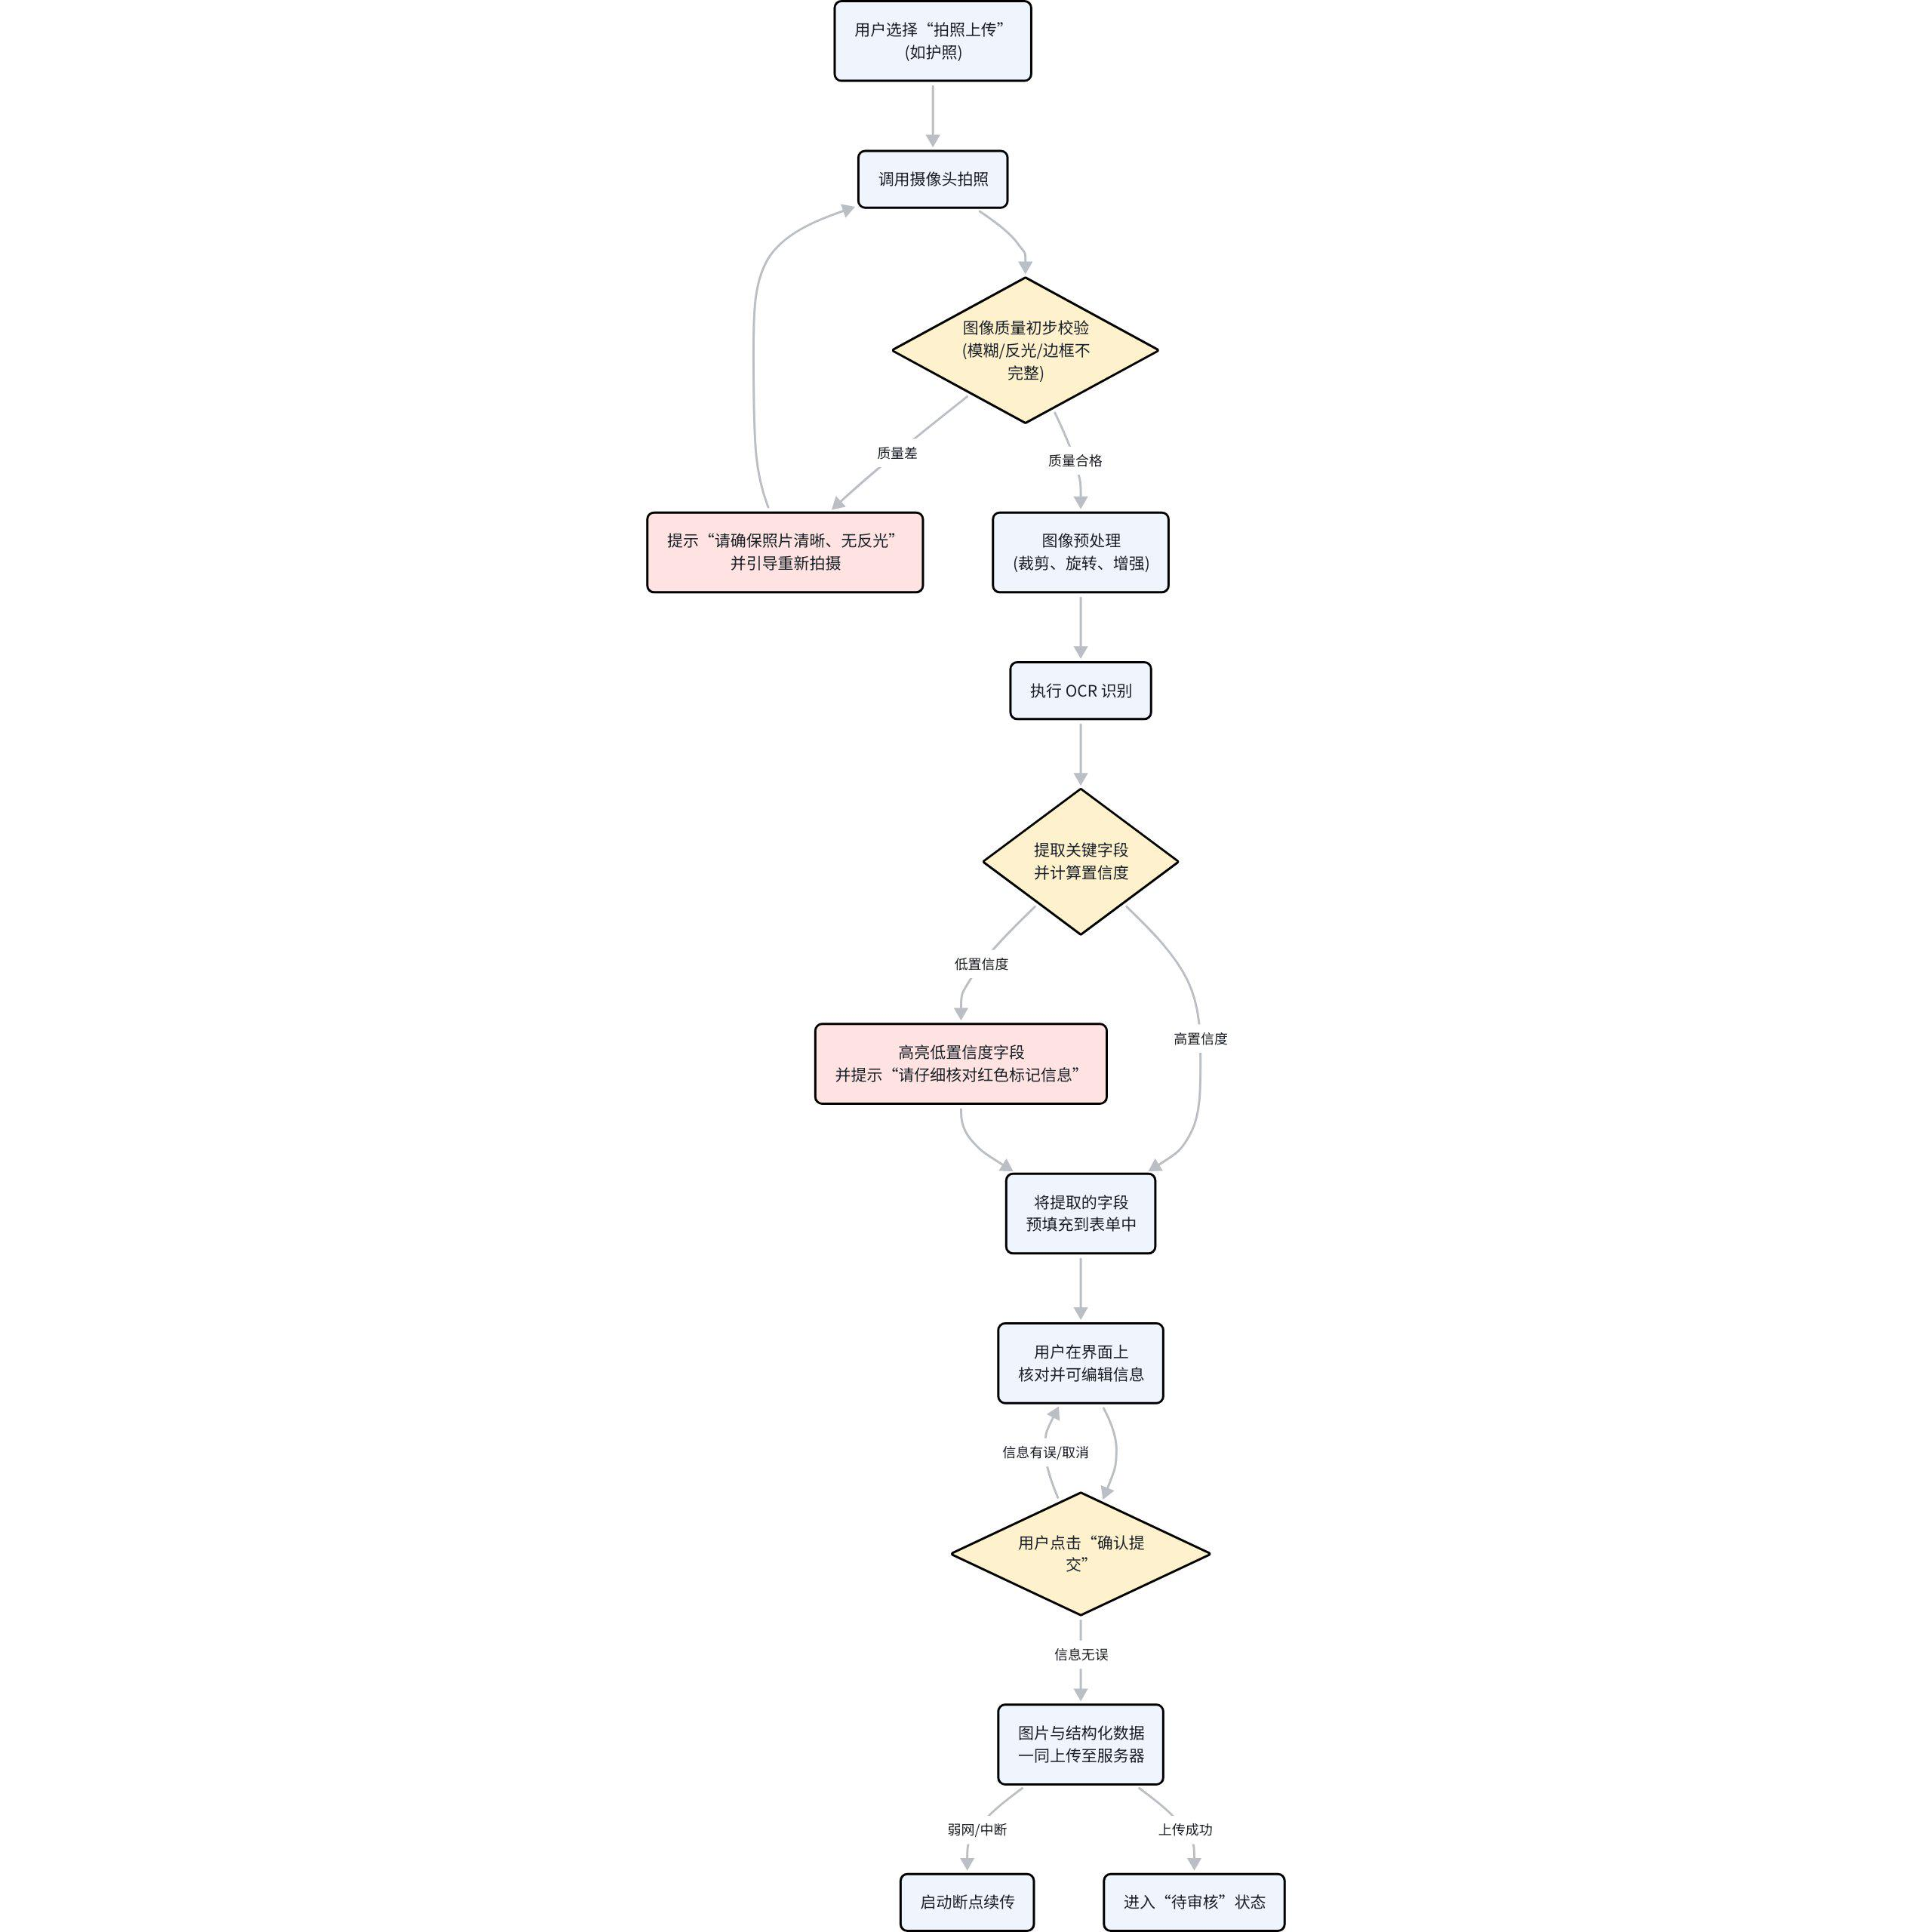 用户选择“拍照上传”
(如护照)
调用摄像头拍照
图像质量初步校验
(模糊/反光/边框不
完整)
质量差
质量合格
提示“请确保照片清晰、无反光”
并引导重新拍摄
图像预处理
(裁剪、旋转、增强)
执行 OCR 识别
提取关键字段
并计算置信度
低置信度
高置信度
高亮低置信度字段
并提示“请仔细核对红色标记信息”
将提取的字段
预填充到表单中
用户在界面上
核对并可编辑信息
信息有误/取消
用户点击“确认提
交”
信息无误
图片与结构化数据
一同上传至服务器
弱网/中断
上传成功
启动断点续传
进入“待审核”状态